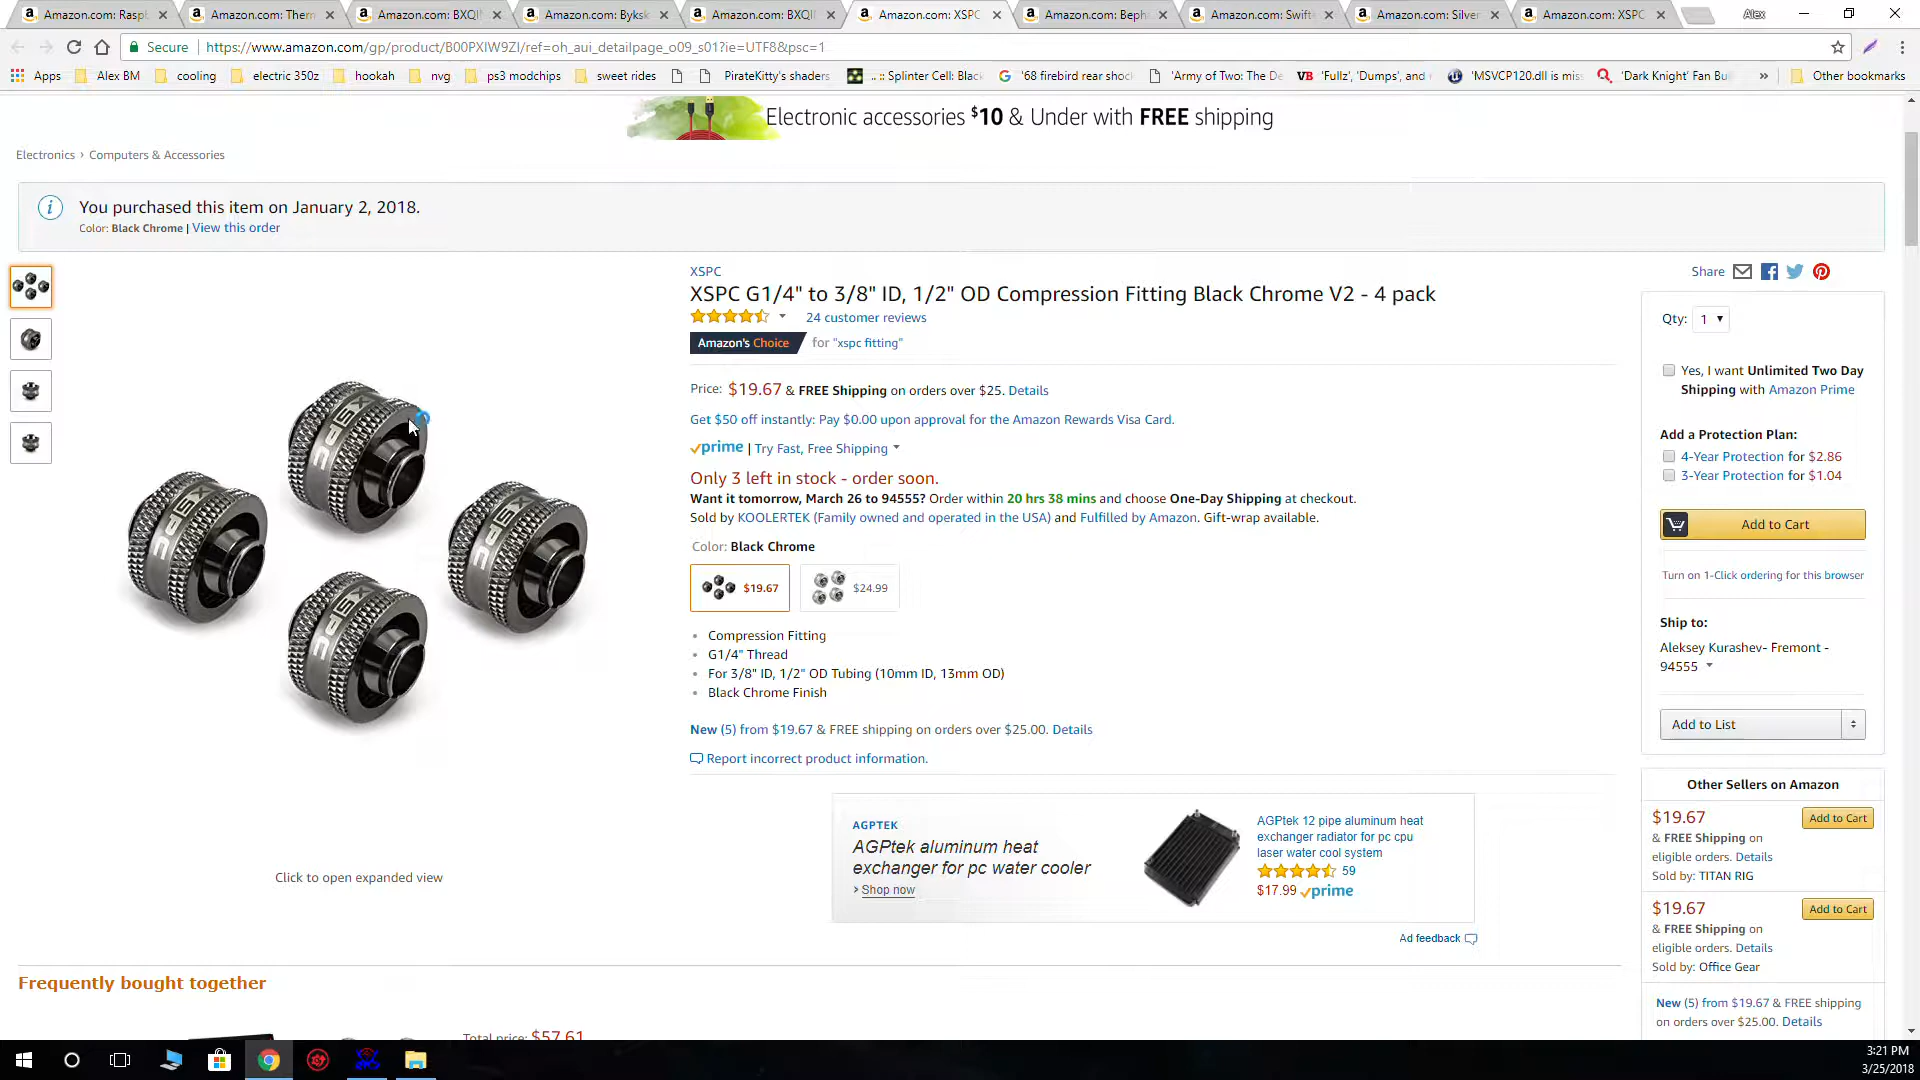 Amazon.com: Rasp
Amazon.com: Therm
Amazon.com: BXQI
Amazon.com: Byksk
Amazon.com: BXQI
Amazon.com: XSPC
Amazon.com: Beph
Amazon.com: Swift
Amazon.com: Silver
Amazon.com: XSPC
Alex
Secure https://www.amazon.com/gp/product/B00PXIW9ZI/ref=oh_aui_detailpage_o09_s01?ie=UTF8&psc=1
Apps Alex BM cooling electric 350z hookah nvg ps3 modchips sweet rides PirateKitty's shaders .. :: Splinter Cell: Black '68 firebird rear shoc 'Army of Two: The De VB 'Fullz', 'Dumps', and 'MSVCP120.dll is mis 'Dark Knight' Fan Bu » Other bookmarks
Electronic accessories $10 & Under with FREE shipping
Electronics › Computers & Accessories
You purchased this item on January 2, 2018.
Color: Black Chrome | View this order
XSPC
XSPC G1/4" to 3/8" ID, 1/2" OD Compression Fitting Black Chrome V2 - 4 pack
24 customer reviews
Amazon's Choice for "xspc fitting"
Price: $19.67 & FREE Shipping on orders over $25. Details
Get $50 off instantly: Pay $0.00 upon approval for the Amazon Rewards Visa Card.
prime | Try Fast, Free Shipping
Only 3 left in stock - order soon.
Want it tomorrow, March 26 to 94555? Order within 20 hrs 38 mins and choose One-Day Shipping at checkout.
Sold by KOOLERTEK (Family owned and operated in the USA) and Fulfilled by Amazon. Gift-wrap available.
Color: Black Chrome
$19.67 $24.99
• Compression Fitting
• G1/4" Thread
• For 3/8" ID, 1/2" OD Tubing (10mm ID, 13mm OD)
• Black Chrome Finish
New (5) from $19.67 & FREE shipping on orders over $25.00. Details
Report incorrect product information.
XSPC
XSPC
XSPC
XSPC
Click to open expanded view
AGPTEK
AGPtek aluminum heat
exchanger for pc water cooler
› Shop now
AGPtek 12 pipe aluminum heat
exchanger radiator for pc cpu
laser water cool system
59
$17.99 prime
Ad feedback
Frequently bought together
Total price: $57.61
Share
Qty: 1
Yes, I want Unlimited Two Day
Shipping with Amazon Prime
Add a Protection Plan:
4-Year Protection for $2.86
3-Year Protection for $1.04
Add to Cart
Turn on 1-Click ordering for this browser
Ship to:
Aleksey Kurashev- Fremont -
94555
Add to List
Other Sellers on Amazon
$19.67 Add to Cart
& FREE Shipping on
eligible orders. Details
Sold by: TITAN RIG
$19.67 Add to Cart
& FREE Shipping on
eligible orders. Details
Sold by: Office Gear
New (5) from $19.67 & FREE shipping
on orders over $25.00. Details
3:21 PM
3/25/2018